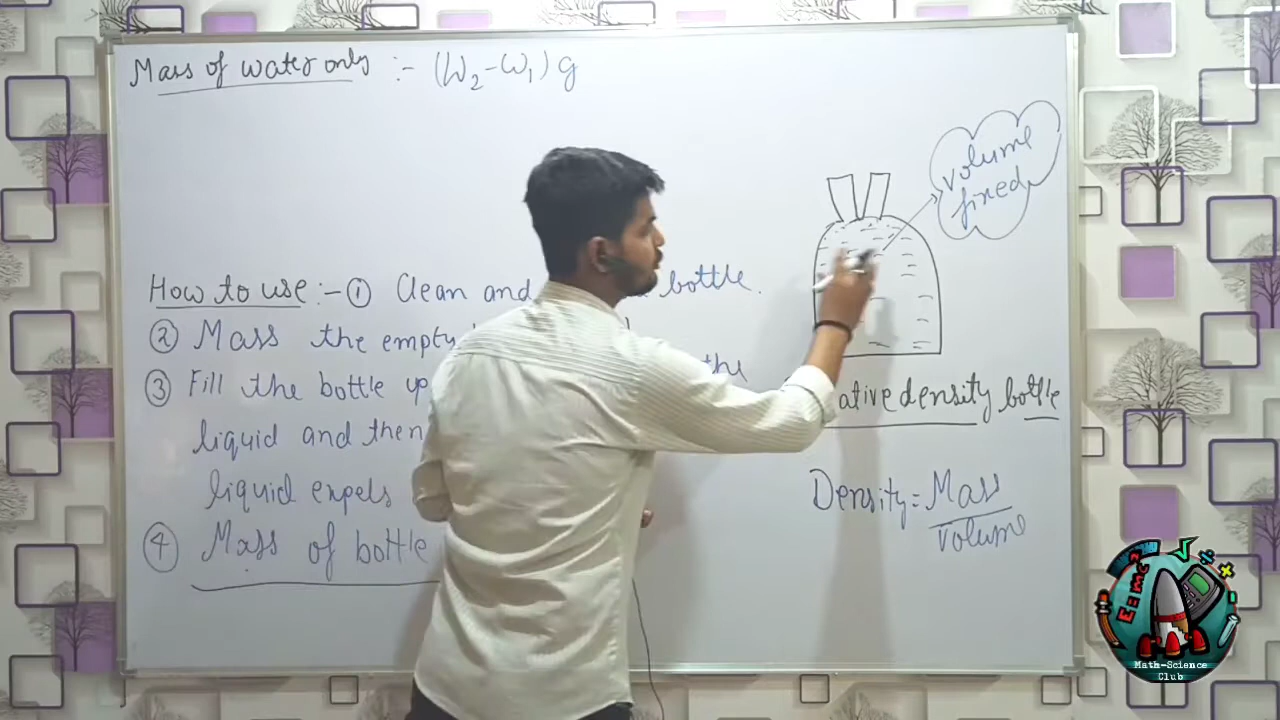 Mass of water only :- (W₂-W₁) g
volume
fixed
How to use :- ① Clean and bottle.
② Mass the empty
③ Fill the bottle up the
liquid and then
liquid expels
④ Mass of bottle
ative density bottle
Density = Mass
volume
E=mc²
Math-Science
Club